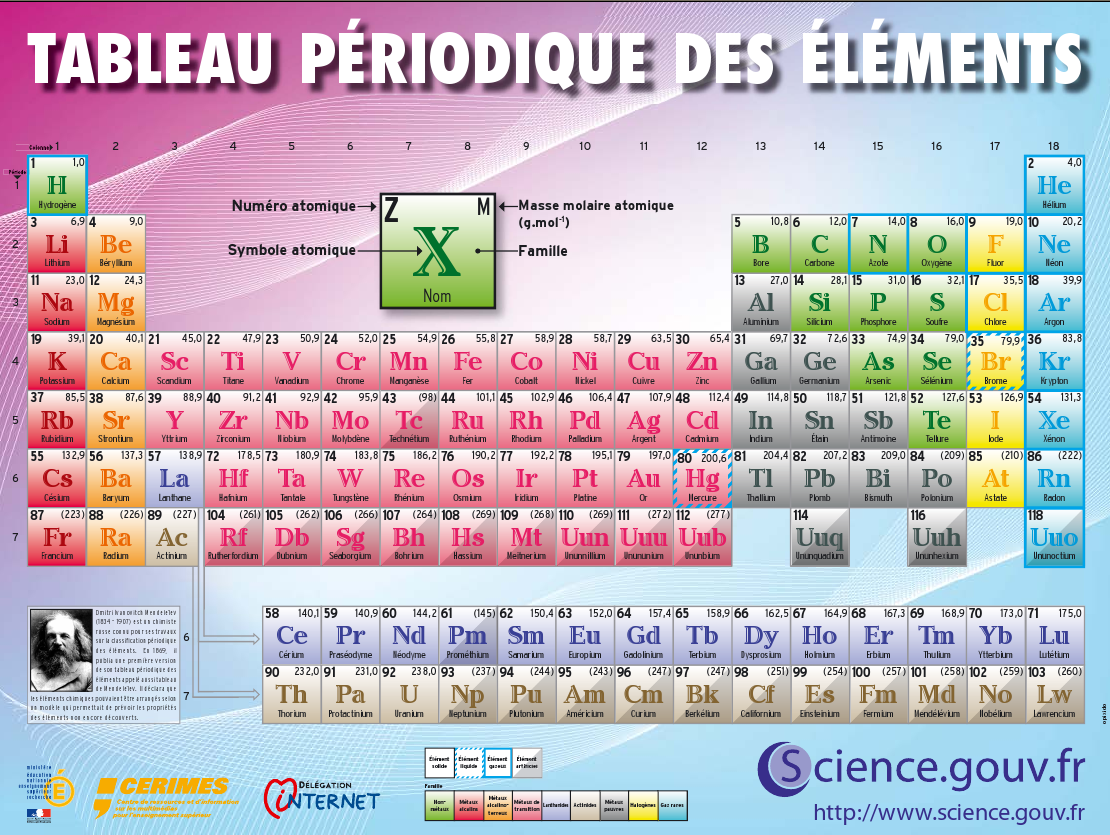 TABLEAU PÉRIODIQUE DES ÉLÉMENTS
Colonne 1 2 3 4 5 6 7 8 9 10 11 12 13 14 15 16 17 18
Période
1
1 1,0 2 4,0
H He
Hydrogène Hélium
Numéro atomique Z M Masse molaire atomique
(g.mol-1)
Symbole atomique X Famille
Nom
2
3 6,9 4 9,0 5 10,8 6 12,0 7 14,0 8 16,0 9 19,0 10 20,2
Li Be B C N O F Ne
Lithium Béryllium Bore Carbone Azote Oxygène Fluor Néon
3
11 23,0 12 24,3 13 27,0 14 28,1 15 31,0 16 32,1 17 35,5 18 39,9
Na Mg Al Si P S Cl Ar
Sodium Magnésium Aluminium Silicium Phosphore Soufre Chlore Argon
4
19 39,1 20 40,1 21 45,0 22 47,9 23 50,9 24 52,0 25 54,9 26 55,8 27 58,9 28 58,7 29 63,5 30 65,4 31 69,7 32 72,6 33 74,9 34 79,0 35 79,9 36 83,8
K Ca Sc Ti V Cr Mn Fe Co Ni Cu Zn Ga Ge As Se Br Kr
Potassium Calcium Scandium Titane Vanadium Chrome Manganèse Fer Cobalt Nickel Cuivre Zinc Gallium Germanium Arsenic Sélénium Brome Krypton
5
37 85,5 38 87,6 39 88,9 40 91,2 41 92,9 42 95,9 43 (98) 44 101,1 45 102,9 46 106,4 47 107,9 48 112,4 49 114,8 50 118,7 51 121,8 52 127,6 53 126,9 54 131,3
Rb Sr Y Zr Nb Mo Tc Ru Rh Pd Ag Cd In Sn Sb Te I Xe
Rubidium Strontium Yttrium Zirconium Niobium Molybdène Technétium Ruthénium Rhodium Palladium Argent Cadmium Indium Étain Antimoine Tellure Iode Xénon
6
55 132,9 56 137,3 57 138,9 72 178,5 73 180,9 74 183,8 75 186,2 76 190,2 77 192,2 78 195,1 79 197,0 80 200,6 81 204,4 82 207,2 83 209,0 84 (209) 85 (210) 86 (222)
Cs Ba La Hf Ta W Re Os Ir Pt Au Hg Tl Pb Bi Po At Rn
Césium Baryum Lanthane Hafnium Tantale Tungstène Rhénium Osmium Iridium Platine Or Mercure Thallium Plomb Bismuth Polonium Astate Radon
7
87 (223) 88 (226) 89 (227) 104 (261) 105 (262) 106 (266) 107 (264) 108 (269) 109 (268) 110 (269) 111 (272) 112 (277) 114 116 118
Fr Ra Ac Rf Db Sg Bh Hs Mt Uun Uuu Uub Uuq Uuh Uuo
Francium Radium Actinium Rutherfordium Dubnium Seaborgium Bohrium Hassium Meitnerium Ununnillium Unununium Ununbium Ununquadium Ununhexium Ununoctium
Dmitri Ivanovitch Mendeleïev
(1834 - 1907) est un chimiste
russe connu pour ses travaux
sur la classification périodique
des éléments. En 1869, il
publia une première version
de son tableau périodique des
éléments appelé aussi tableau
de Mendeleïev. Il déclara que
les éléments chimiques pouvaient être arrangés selon
un modèle qui permettait de prévoir les propriétés
des éléments non encore découverts.
6
58 140,1 59 140,9 60 144,2 61 (145) 62 150,4 63 152,0 64 157,4 65 158,9 66 162,5 67 164,9 68 167,3 69 168,9 70 173,0 71 175,0
Ce Pr Nd Pm Sm Eu Gd Tb Dy Ho Er Tm Yb Lu
Cérium Praséodyme Néodyme Prométhium Samarium Europium Gadolinium Terbium Dysprosium Holmium Erbium Thulium Ytterbium Lutétium
7
90 232,0 91 231,0 92 238,0 93 (237) 94 (244) 95 (243) 96 (247) 97 (247) 98 (251) 99 (254) 100 (257) 101 (258) 102 (259) 103 (260)
Th Pa U Np Pu Am Cm Bk Cf Es Fm Md No Lw
Thorium Protactinium Uranium Neptunium Plutonium Américium Curium Berkélium Californium Einsteinium Fermium Mendélévium Nobélium Lawrencium
ministère
éducation
nationale
enseignement
supérieur
recherche
É
CERIMES
Centre de ressources et d'information
sur les multimédias
pour l'enseignement supérieur
DÉLÉGATION
iNTERNET
Élément solide
Élément liquide
Élément gazeux
Élément artificiel
Famille
Non-métaux
Métaux alcalins
Métaux alcalino-terreux
Métaux de transition
Lanthanides
Actinides
Métaux pauvres
Halogènes
Gaz rares
Science.gouv.fr
http://www.science.gouv.fr